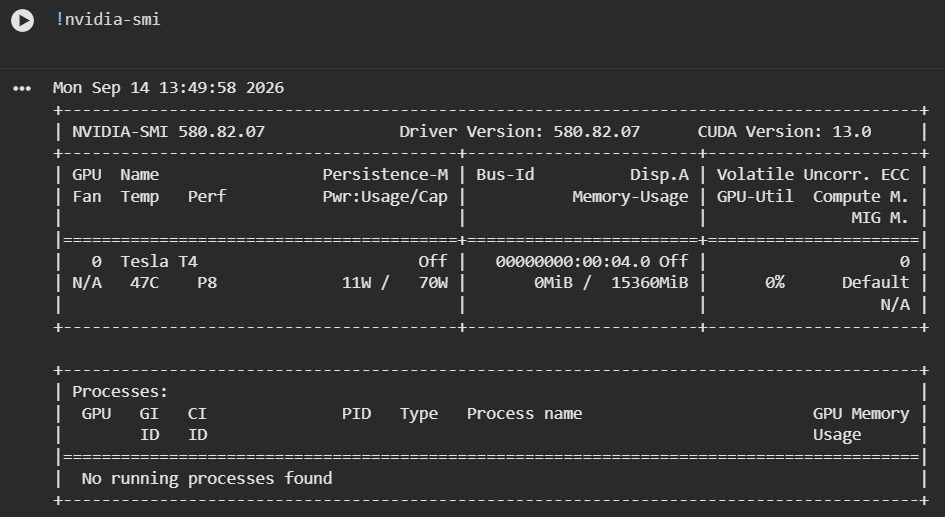 !nvidia-smi
Mon Sep 14 13:49:58 2026
+-----------------------------------------------------------------------------------------+
| NVIDIA-SMI 580.82.07              Driver Version: 580.82.07      CUDA Version: 13.0     |
+-----------------------------------------+------------------------+----------------------+
| GPU  Name                 Persistence-M | Bus-Id          Disp.A | Volatile Uncorr. ECC |
| Fan  Temp   Perf          Pwr:Usage/Cap |           Memory-Usage | GPU-Util  Compute M. |
|                                         |                        |               MIG M. |
|=========================================+========================+======================|
|   0  Tesla T4                       Off |   00000000:00:04.0 Off |                    0 |
| N/A   47C    P8             11W /   70W |       0MiB /  15360MiB |      0%      Default |
|                                         |                        |                  N/A |
+-----------------------------------------+------------------------+----------------------+
+-----------------------------------------------------------------------------------------+
| Processes:                                                                              |
|  GPU   GI   CI              PID   Type   Process name                        GPU Memory |
|        ID   ID                                                               Usage      |
|=========================================================================================|
|  No running processes found                                                             |
+-----------------------------------------------------------------------------------------+